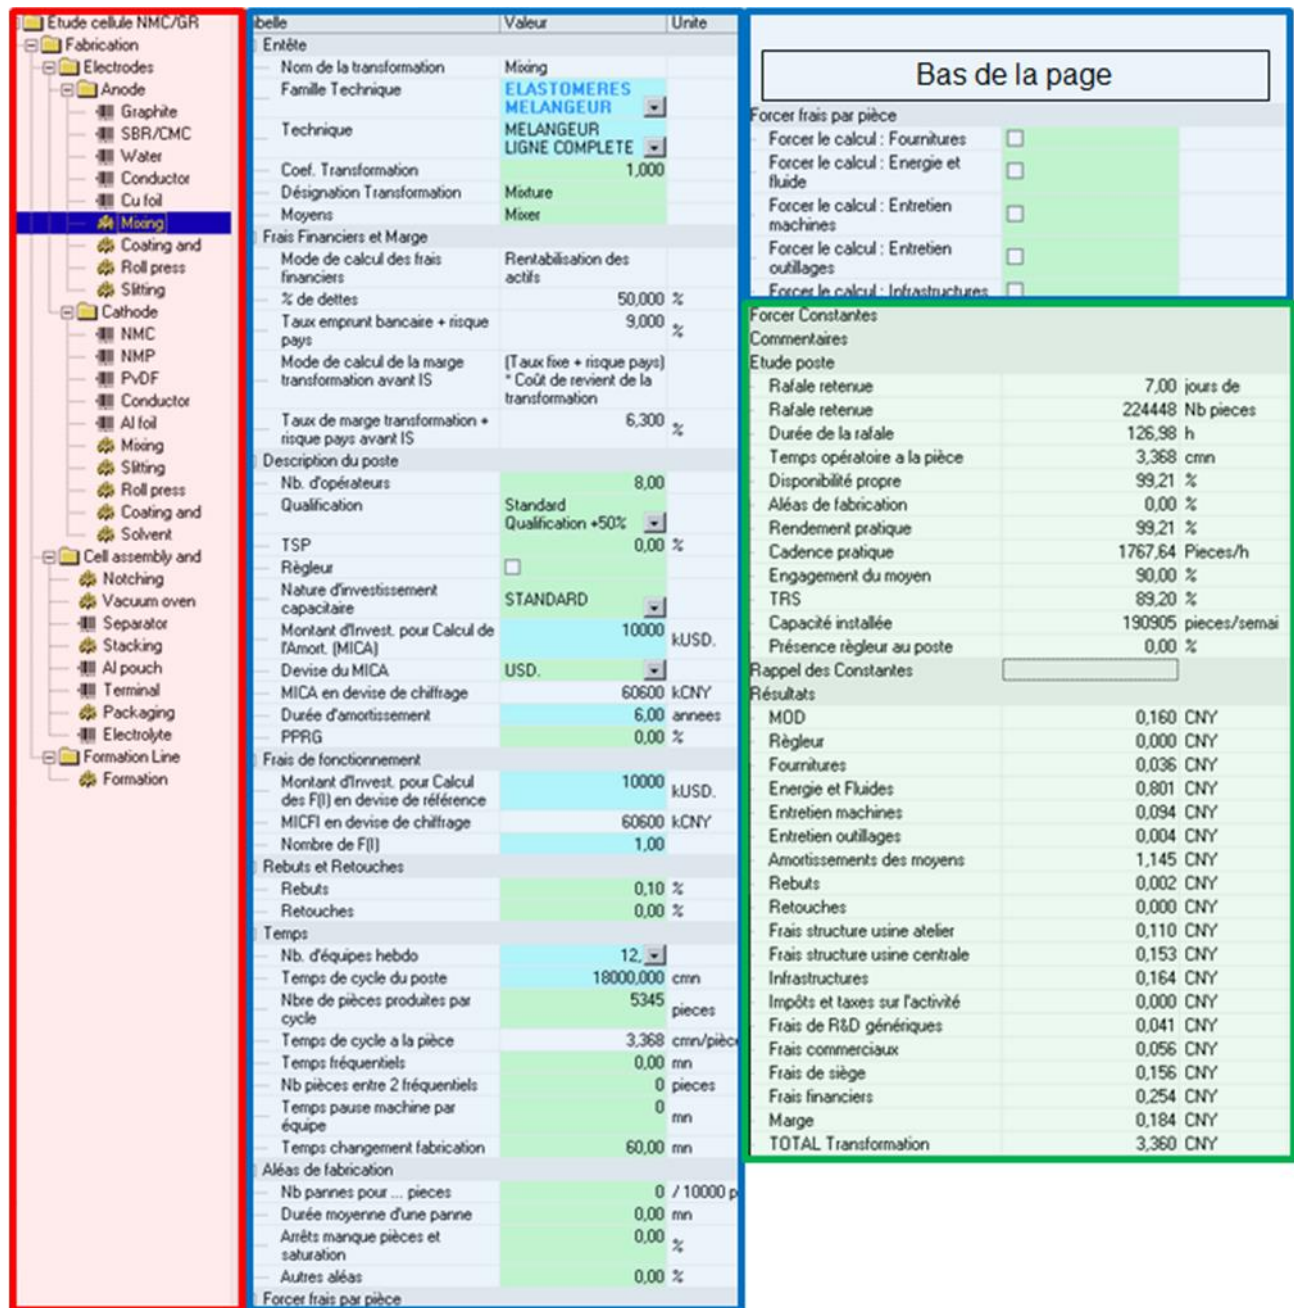 Etude cellule NMC/GR
Fabrication
Electrodes
Anode
Graphite
SBR/CMC
Water
Conductor
Cu foil
Mixing
Coating and
Roll press
Slitting
Cathode
NMC
NMP
PvDF
Conductor
Al foil
Mixing
Slitting
Roll press
Coating and
Solvent
Cell assembly and
Notching
Vacuum oven
Separator
Stacking
Al pouch
Terminal
Packaging
Electrolyte
Formation Line
Formation
ibelle Valeur Unite
Entête
Nom de la transformation Mixing
Famille Technique ELASTOMERES
MELANGEUR
Technique MELANGEUR
LIGNE COMPLETE
Coef. Transformation 1,000
Désignation Transformation Mixture
Moyens Mixer
Frais Financiers et Marge
Mode de calcul des frais Rentabilisation des
financiers actifs
% de dettes 50,000 %
Taux emprunt bancaire + risque 9,000 %
pays
Mode de calcul de la marge (Taux fixe + risque pays)
transformation avant IS * Coût de revient de la
transformation
Taux de marge transformation + 6,300 %
risque pays avant IS
Description du poste
Nb. d'opérateurs 8,00
Qualification Standard
Qualification +50%
TSP 0,00 %
Règleur
Nature d'investissement
capacitaire STANDARD
Montant d'Invest. pour Calcul de 10000 kUSD.
l'Amort. (MICA)
Devise du MICA USD.
MICA en devise de chiffrage 60600 kCNY
Durée d'amortissement 6,00 annees
PPRG 0,00 %
Frais de fonctionnement
Montant d'Invest. pour Calcul 10000 kUSD.
des F(I) en devise de référence
MICFI en devise de chiffrage 60600 kCNY
Nombre de F(I) 1,00
Rebuts et Retouches
Rebuts 0,10 %
Retouches 0,00 %
Temps
Nb. d'équipes hebdo 12,
Temps de cycle du poste 18000,000 cmn
Nbre de pièces produites par 5345 pieces
cycle
Temps de cycle a la pièce 3,368 cmn/pièce
Temps fréquentiels 0,00 mn
Nb pièces entre 2 fréquentiels 0 pieces
Temps pause machine par 0 mn
équipe
Temps changement fabrication 60,00 mn
Aléas de fabrication
Nb pannes pour ... pieces 0 / 10000 p
Durée moyenne d'une panne 0,00 mn
Arrêts manque pièces et 0,00 %
saturation
Autres aléas 0,00 %
Forcer frais par pièce
Bas de la page
Forcer frais par pièce
Forcer le calcul : Fournitures
Forcer le calcul : Energie et
fluide
Forcer le calcul : Entretien
machines
Forcer le calcul : Entretien
outillages
Forcer le calcul : Infrastructures
Forcer Constantes
Commentaires
Etude poste
Rafale retenue 7,00 jours de
Rafale retenue 224448 Nb pieces
Durée de la rafale 126,98 h
Temps opératoire a la pièce 3,368 cmn
Disponibilité propre 99,21 %
Aléas de fabrication 0,00 %
Rendement pratique 99,21 %
Cadence pratique 1767,64 Pieces/h
Engagement du moyen 90,00 %
TRS 89,20 %
Capacité installée 190905 pieces/semai
Présence règleur au poste 0,00 %
Rappel des Constantes
Résultats
MOD 0,160 CNY
Règleur 0,000 CNY
Fournitures 0,036 CNY
Energie et Fluides 0,801 CNY
Entretien machines 0,094 CNY
Entretien outillages 0,004 CNY
Amortissements des moyens 1,145 CNY
Rebuts 0,002 CNY
Retouches 0,000 CNY
Frais structure usine atelier 0,110 CNY
Frais structure usine centrale 0,153 CNY
Infrastructures 0,164 CNY
Impôts et taxes sur l'activité 0,000 CNY
Frais de R&D génériques 0,041 CNY
Frais commerciaux 0,056 CNY
Frais de siège 0,156 CNY
Frais financiers 0,254 CNY
Marge 0,184 CNY
TOTAL Transformation 3,360 CNY